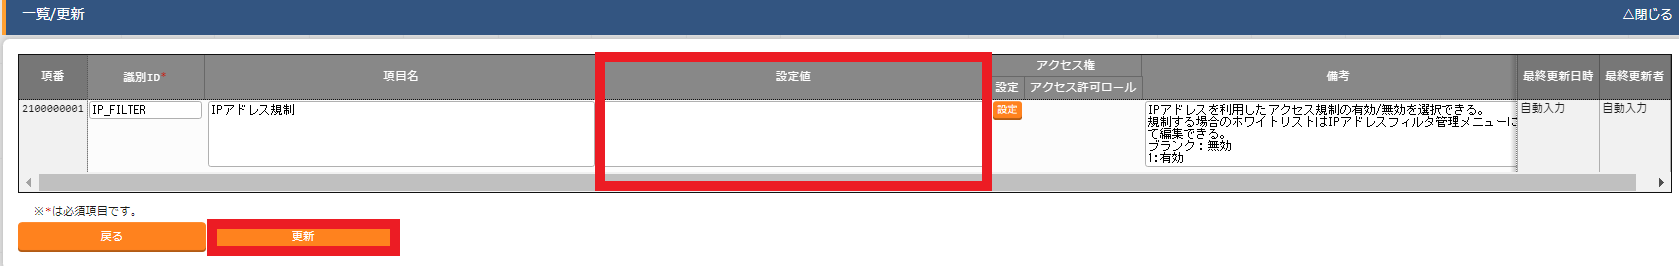 一覧/更新
△閉じる
項番
識別ID*
項目名
設定値
アクセス権
設定
アクセス許可ロール
備考
最終更新日時
最終更新者
2100000001
IP_FILTER
IPアドレス規制
設定
IPアドレスを利用したアクセス規制の有効/無効を選択できる。
規制する場合のホワイトリストはIPアドレスフィルタ管理メニューに
て編集できる。
ブランク：無効
1:有効
自動入力
自動入力
※*は必須項目です。
戻る
更新